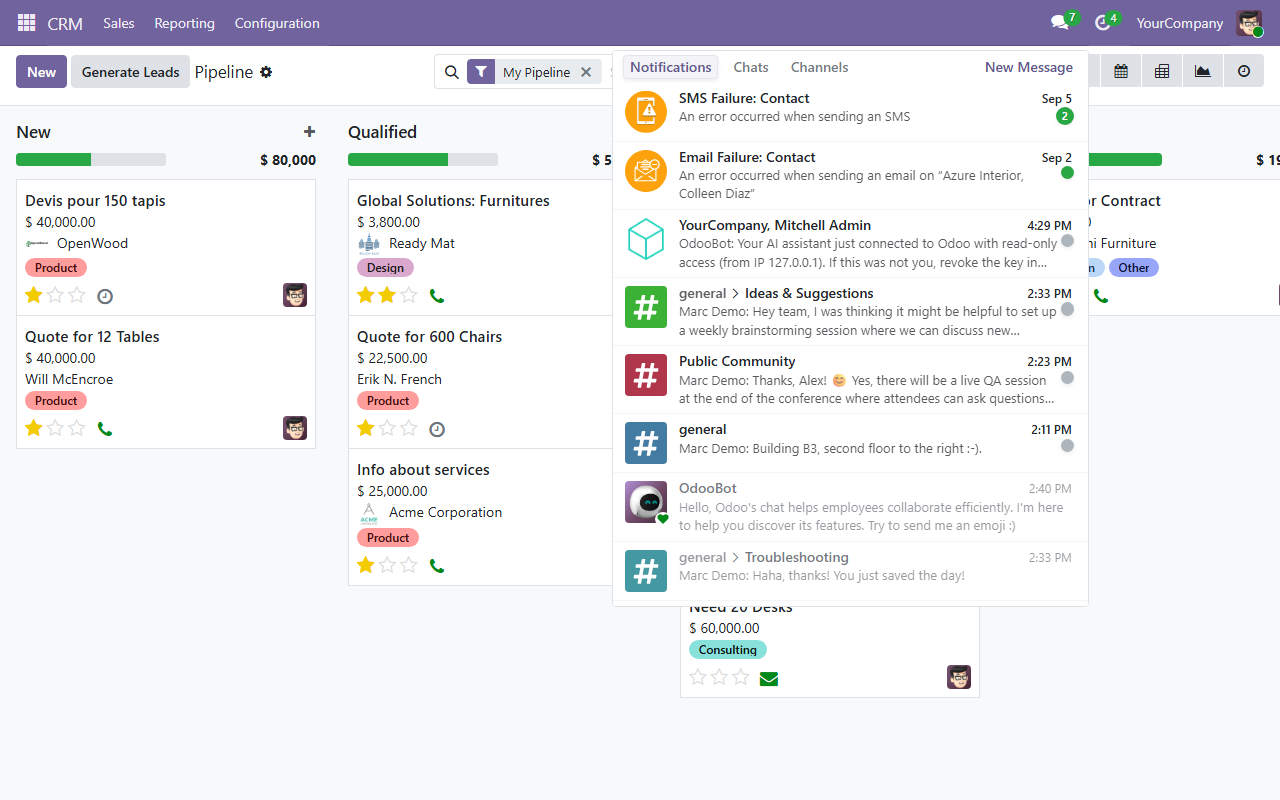 CRM Sales Reporting Configuration 7 4 YourCompany
New Generate Leads Pipeline My Pipeline
Notifications Chats Channels New Message
SMS Failure: Contact Sep 5
An error occurred when sending an SMS 2
Email Failure: Contact Sep 2
An error occurred when sending an email on “Azure Interior,
Colleen Diaz”
YourCompany, Mitchell Admin 4:29 PM
OdooBot: Your AI assistant just connected to Odoo with read-only
access (from IP 127.0.0.1). If this was not you, revoke the key in...
general > Ideas & Suggestions 2:33 PM
Marc Demo: Hey team, I was thinking it might be helpful to set up
a weekly brainstorming session where we can discuss new...
Public Community 2:23 PM
Marc Demo: Thanks, Alex! 😊 Yes, there will be a live QA session
at the end of the conference where attendees can ask questions...
general 2:11 PM
Marc Demo: Building B3, second floor to the right :-).
OdooBot 2:40 PM
Hello, Odoo's chat helps employees collaborate efficiently. I'm here
to help you discover its features. Try to send me an emoji :)
general > Troubleshooting 2:33 PM
Marc Demo: Haha, thanks! You just saved the day!
New + $ 80,000
Devis pour 150 tapis
$ 40,000.00
OpenWood
Product
Quote for 12 Tables
$ 40,000.00
Will McEncroe
Product
Qualified
Global Solutions: Furnitures
$ 3,800.00
Ready Mat
Design
Quote for 600 Chairs
$ 22,500.00
Erik N. French
Product
Info about services
$ 25,000.00
ACME
Acme Corporation
Product
Need 20 Desks
$ 60,000.00
Consulting
Contract
Furniture
Other